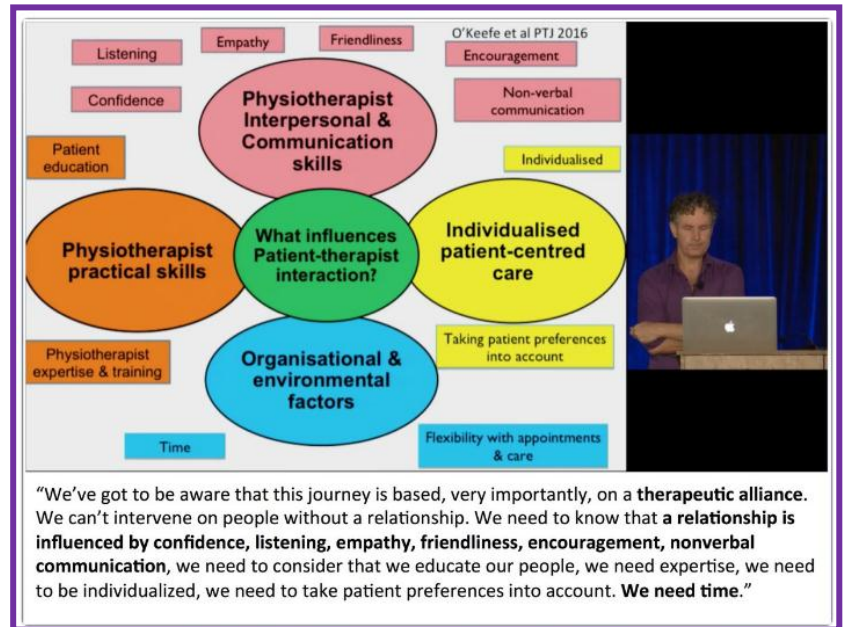 O'Keefe et al PTJ 2016
Listening
Empathy
Friendliness
Encouragement
Confidence
Non-verbal
communication
Physiotherapist
Interpersonal &
Communication
skills
Patient
education
Individualised
Physiotherapist
practical skills
What influences
Patient-therapist
interaction?
Individualised
patient-centred
care
Physiotherapist
expertise & training
Organisational &
environmental
factors
Taking patient preferences
into account
Time
Flexibility with appointments
& care
“We’ve got to be aware that this journey is based, very importantly, on a therapeutic alliance.
We can’t intervene on people without a relationship. We need to know that a relationship is
influenced by confidence, listening, empathy, friendliness, encouragement, nonverbal
communication, we need to consider that we educate our people, we need expertise, we need
to be individualized, we need to take patient preferences into account. We need time.”